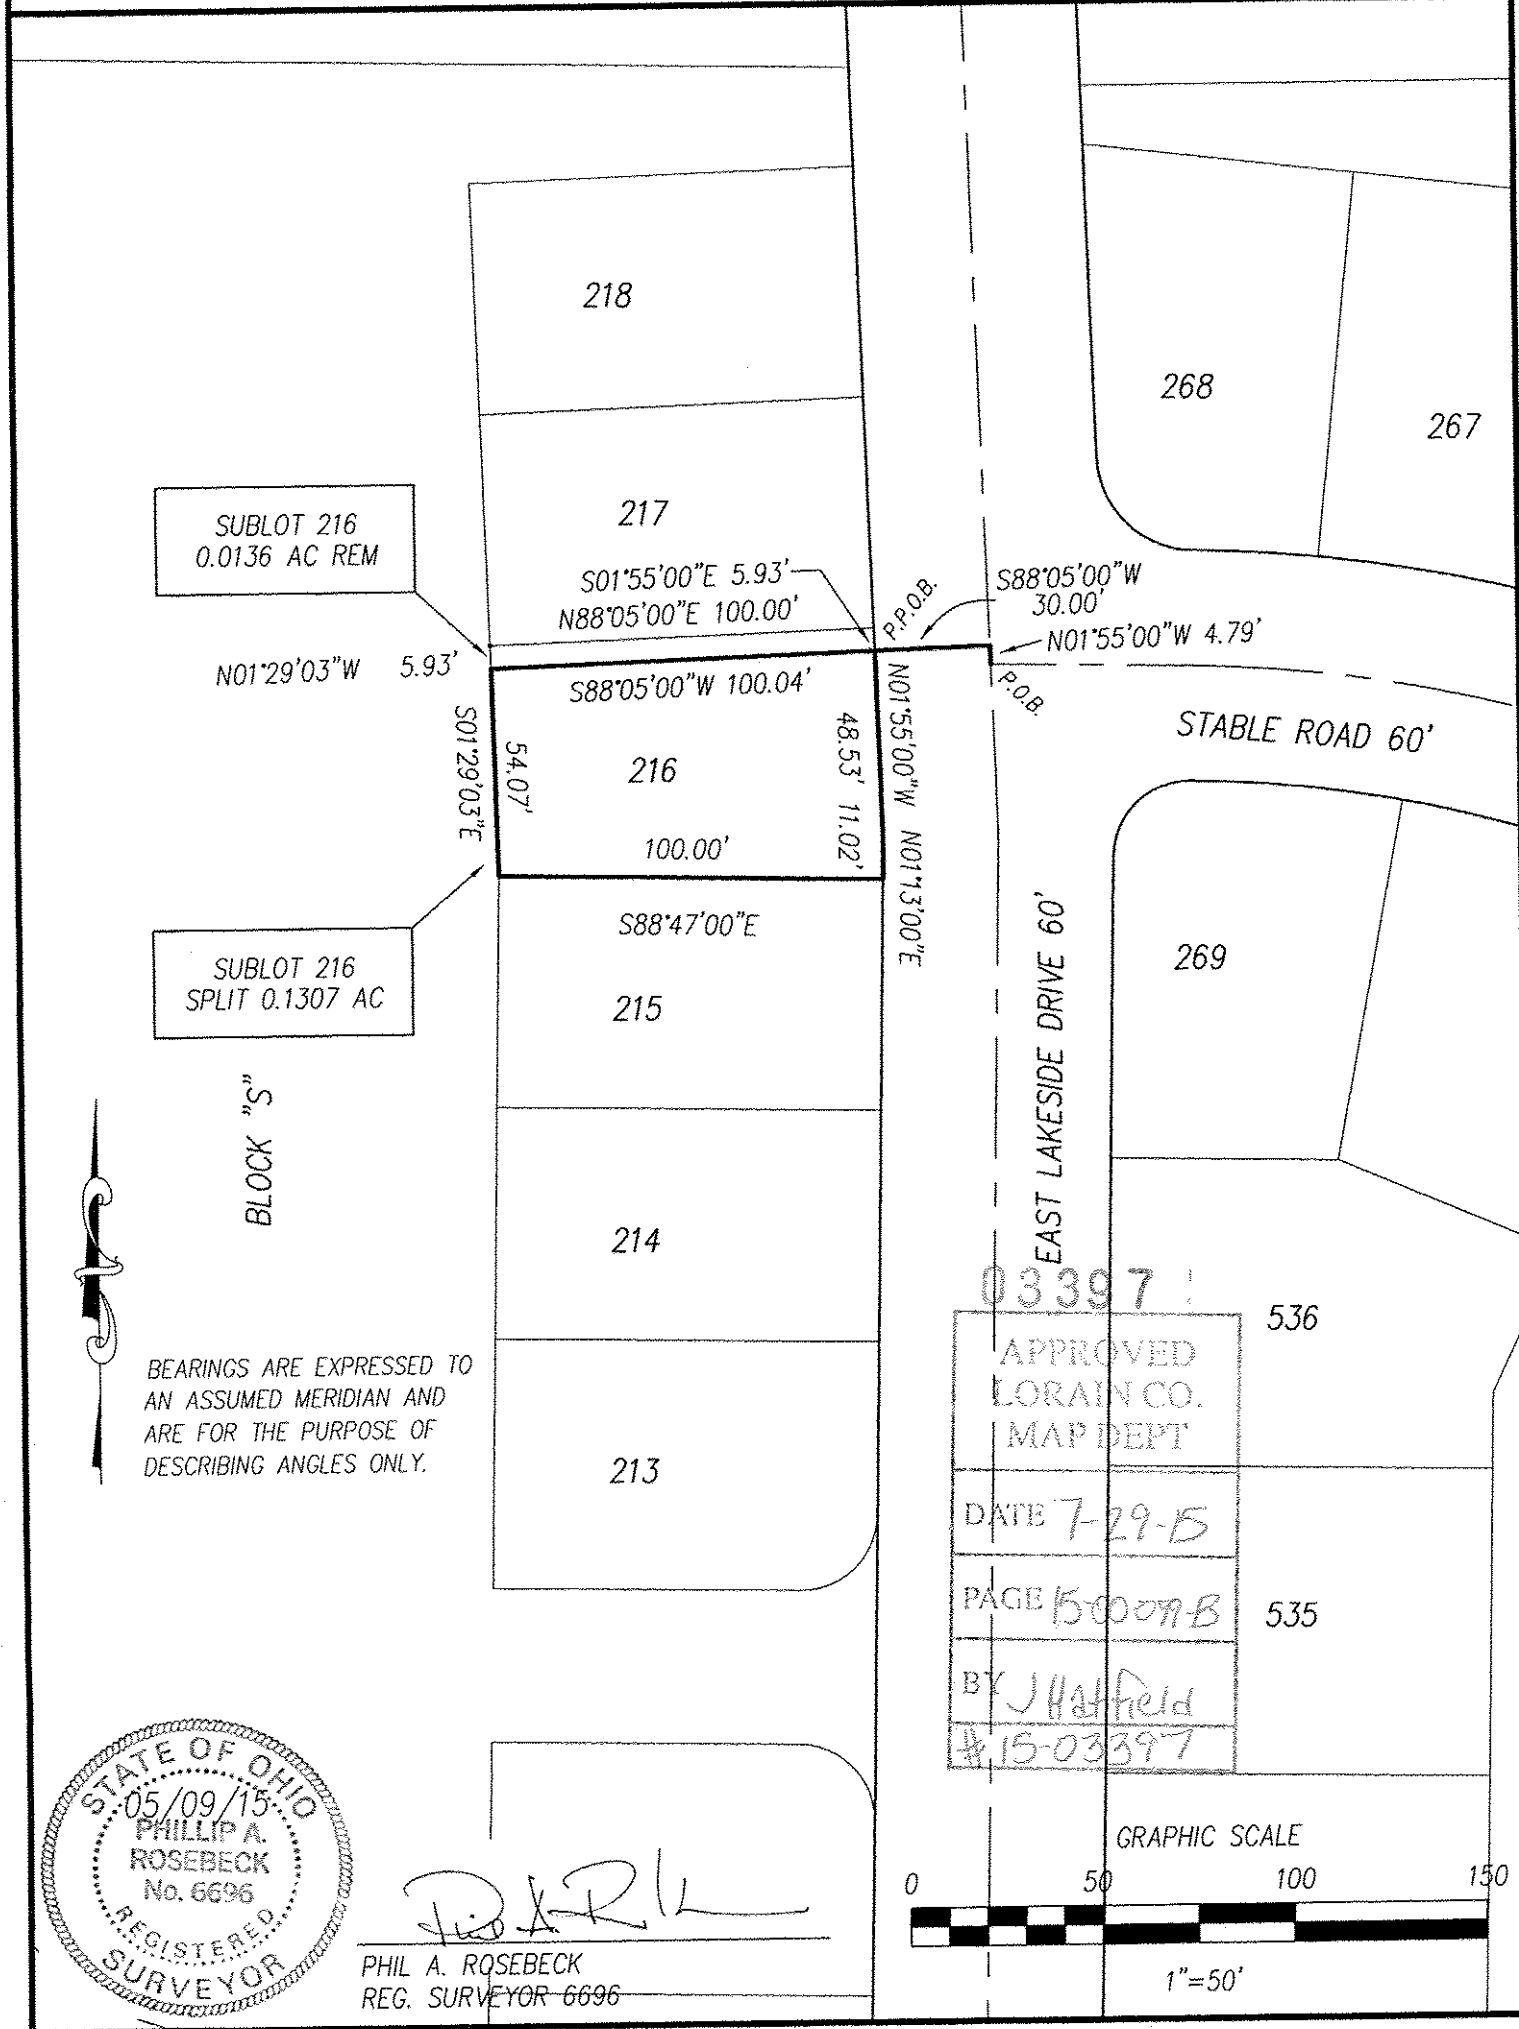 218
268
267
217
SUBLOT 216
0.0136 AC REM
S01°55'00"E 5.93'
N88°05'00"E 100.00'
P.P.O.B.
S88°05'00"W
30.00'
N01°55'00"W 4.79'
P.O.B.
N01°29'03"W 5.93'
S88°05'00"W 100.04'
S01°29'03"E
54.07'
216
48.53' 11.02'
N01°55'00"W N01°13'00"E
STABLE ROAD 60'
100.00'
S88°47'00"E
SUBLOT 216
SPLIT 0.1307 AC
215
269
EAST LAKESIDE DRIVE 60'
"S" BLOCK
214
03397
536
APPROVED
LORAIN CO.
MAP DEPT
BEARINGS ARE EXPRESSED TO
AN ASSUMED MERIDIAN AND
ARE FOR THE PURPOSE OF
DESCRIBING ANGLES ONLY.
213
DATE 7-29-15
PAGE
535
BY J Hatfield
#15-03397
STATE OF OHIO
05/09/15
PHILLIP A.
ROSEBECK
No. 6696
REGISTERED
SURVEYOR
PHIL A. ROSEBECK
REG. SURVEYOR 6696
GRAPHIC SCALE
0 50 100 150
1"=50'